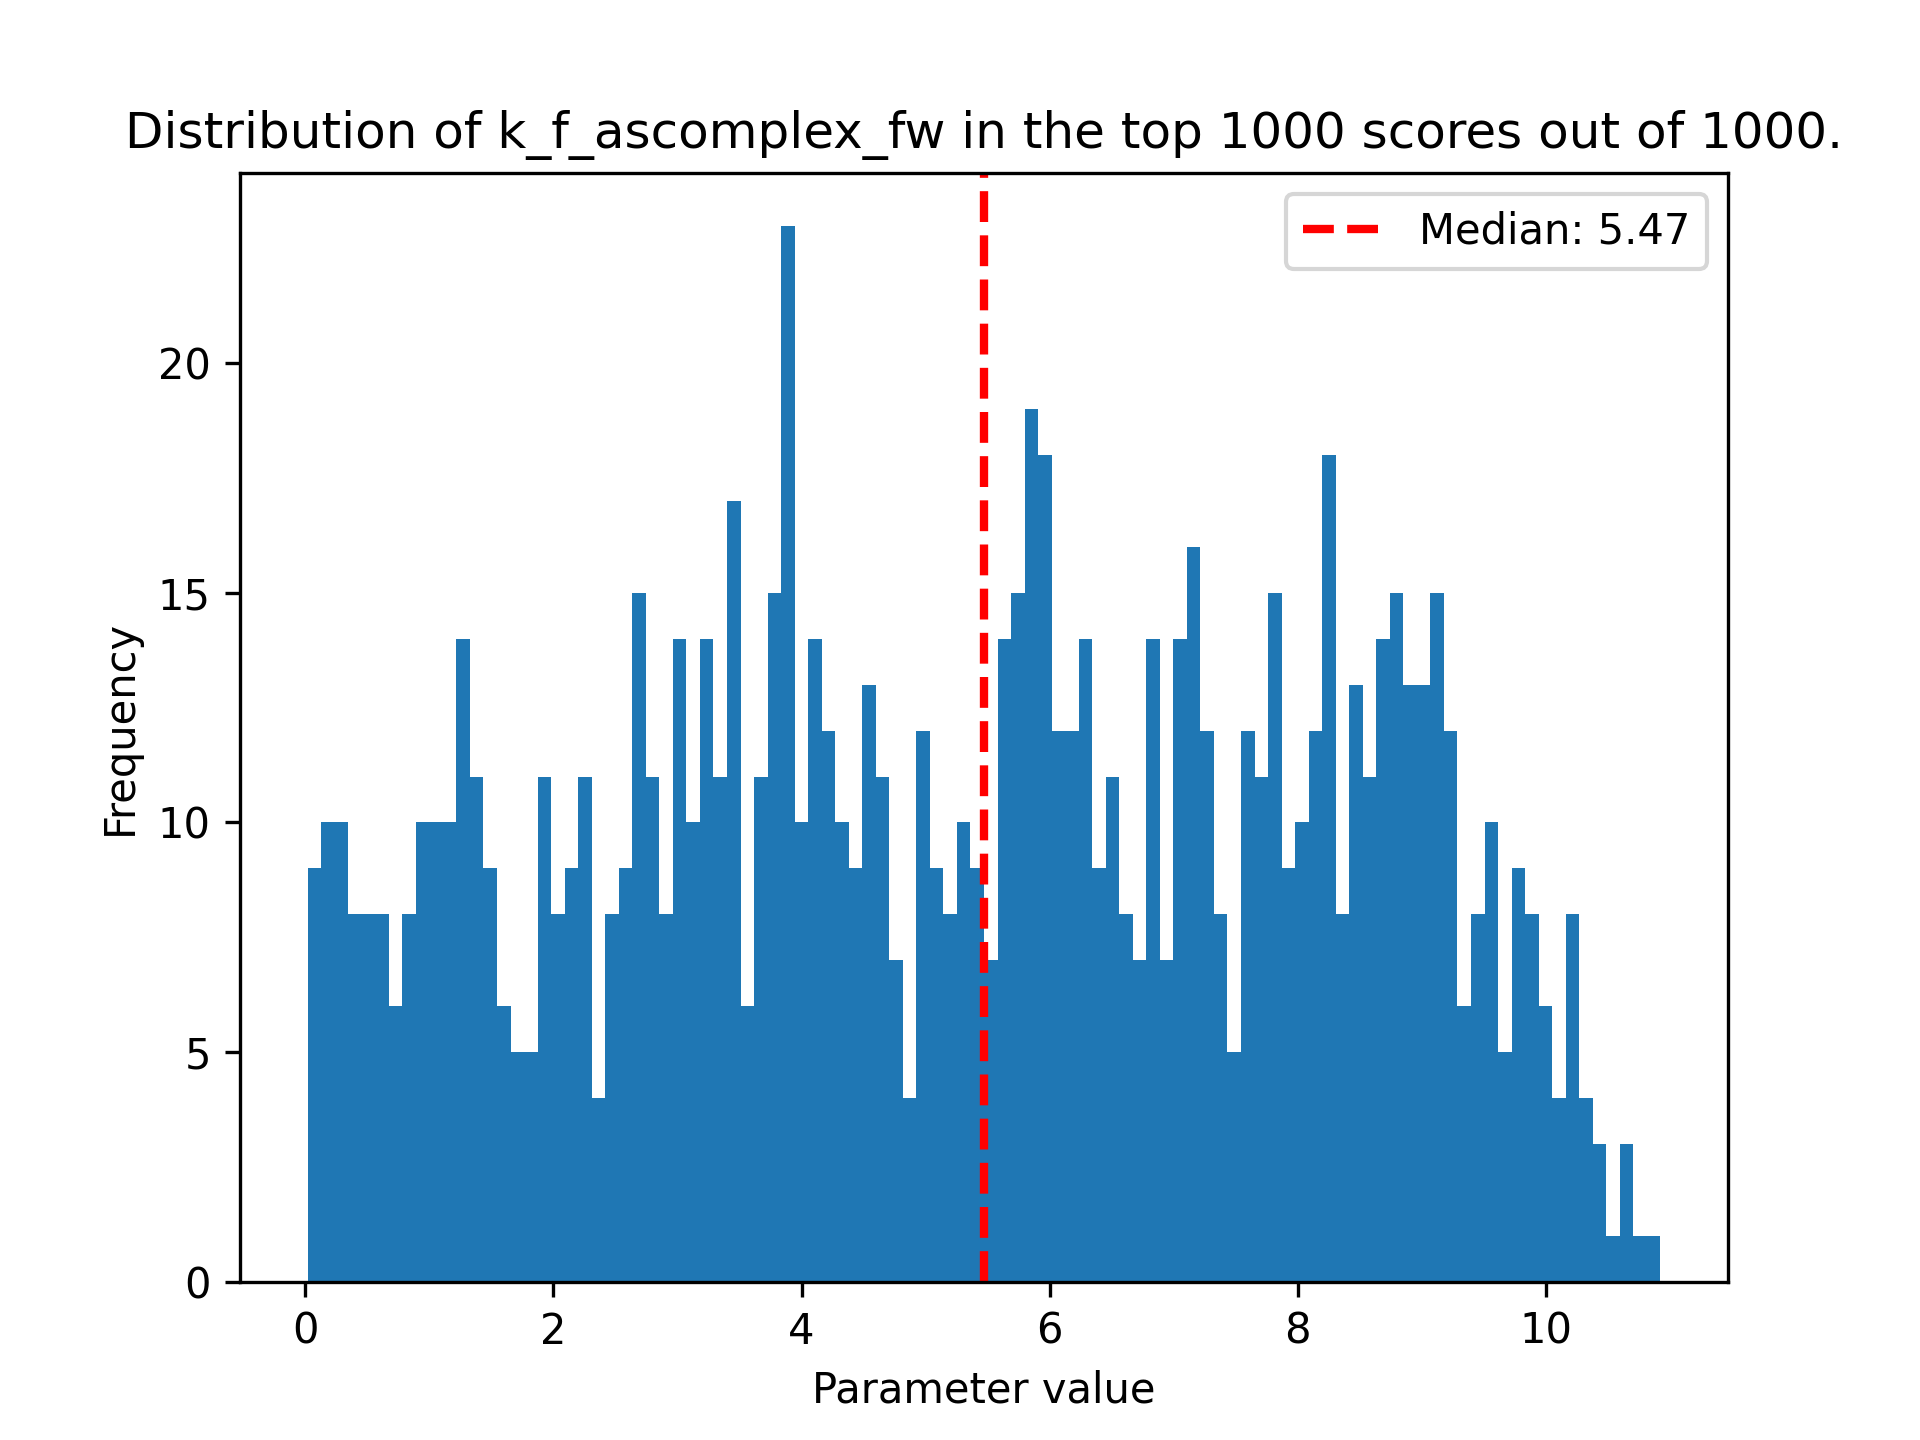 Distribution of k_f_ascomplex_fw in the top 1000 scores out of 1000.
Median: 5.47
Frequency
20
15
10
5
0
0 2 4 6 8 10
Parameter value